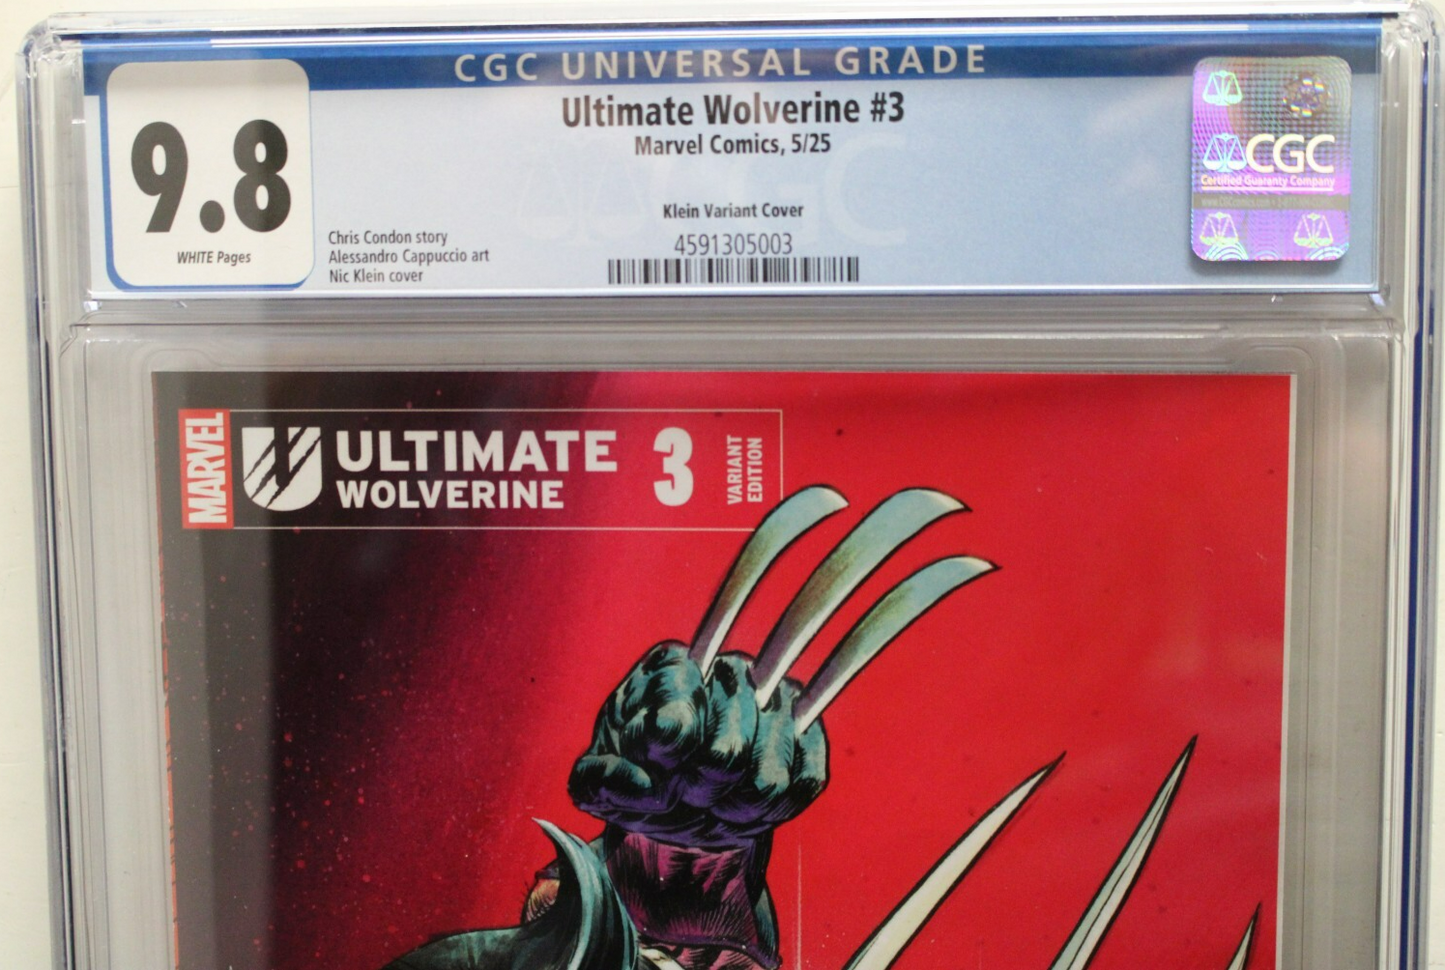 CGC UNIVERSAL GRADE
9.8
WHITE Pages
Ultimate Wolverine #3
Marvel Comics, 5/25
Klein Variant Cover
4591305003
Chris Condon story
Alessandro Cappuccio art
Nic Klein cover
CGC
Certified Guaranty Company
MARVEL
ULTIMATE
WOLVERINE
3
VARIANT
EDITION